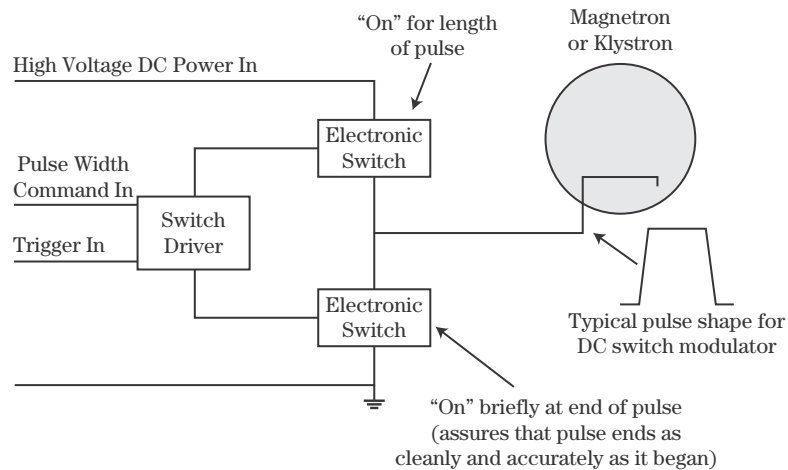 “On” for length
of pulse
Magnetron
or Klystron
High Voltage DC Power In
Electronic
Switch
Pulse Width
Command In
Switch
Driver
Trigger In
Electronic
Switch
Typical pulse shape for
DC switch modulator
“On” briefly at end of pulse
(assures that pulse ends as
cleanly and accurately as it began)